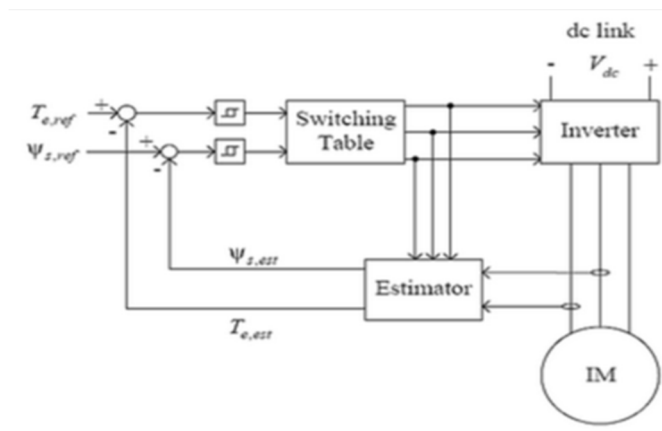 dc link
- V_dc +
T_e,ref + -
Ψ_s,ref + -
Switching
Table
Inverter
Ψ_s,est
Estimator
T_e,est
IM